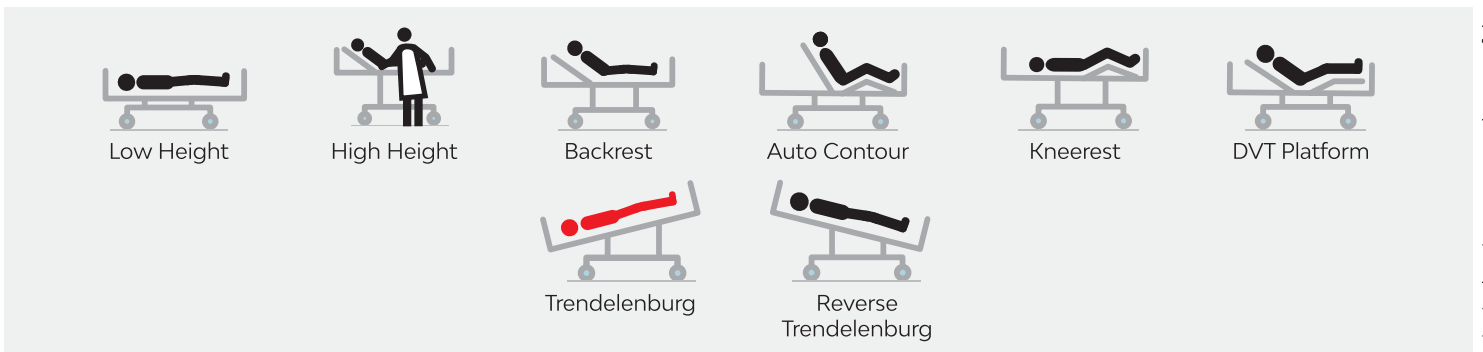 Low Height
High Height
Backrest
Auto Contour
Kneerest
DVT Platform
Trendelenburg
Reverse
Trendelenburg